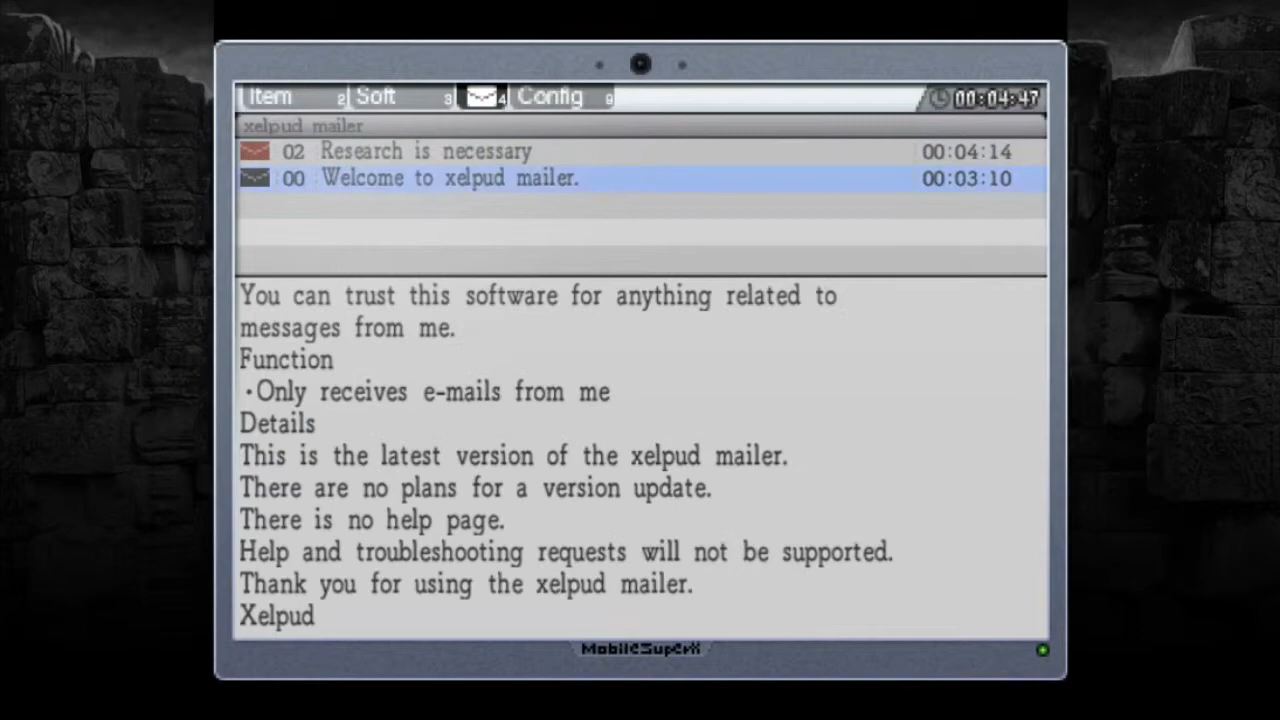 Item 2 Soft 3 4 Config 9 00:04:47
xelpud mailer
02 Research is necessary 00:04:14
00 Welcome to xelpud mailer. 00:03:10
You can trust this software for anything related to
messages from me.
Function
・Only receives e-mails from me
Details
This is the latest version of the xelpud mailer.
There are no plans for a version update.
There is no help page.
Help and troubleshooting requests will not be supported.
Thank you for using the xelpud mailer.
Xelpud
MobileSuperX